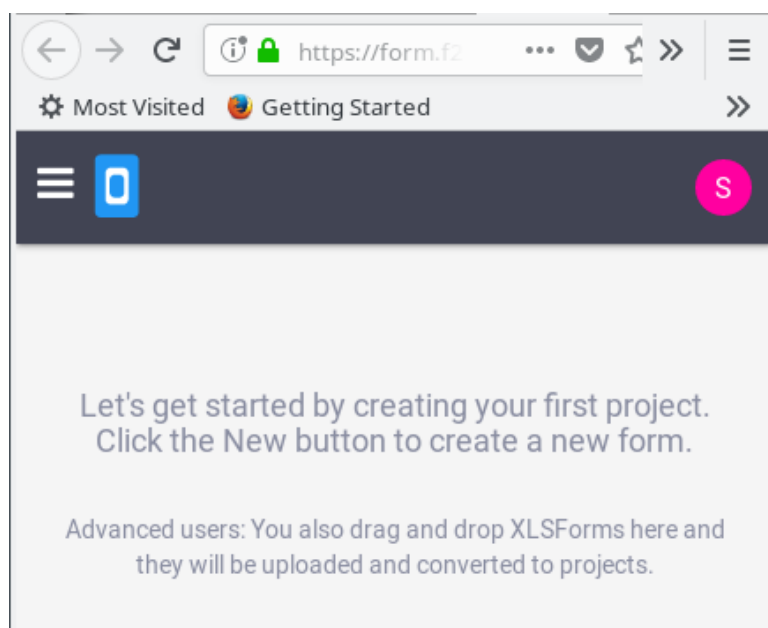 https://form.f2
Most Visited Getting Started
S
Let's get started by creating your first project.
Click the New button to create a new form.
Advanced users: You also drag and drop XLSForms here and
they will be uploaded and converted to projects.